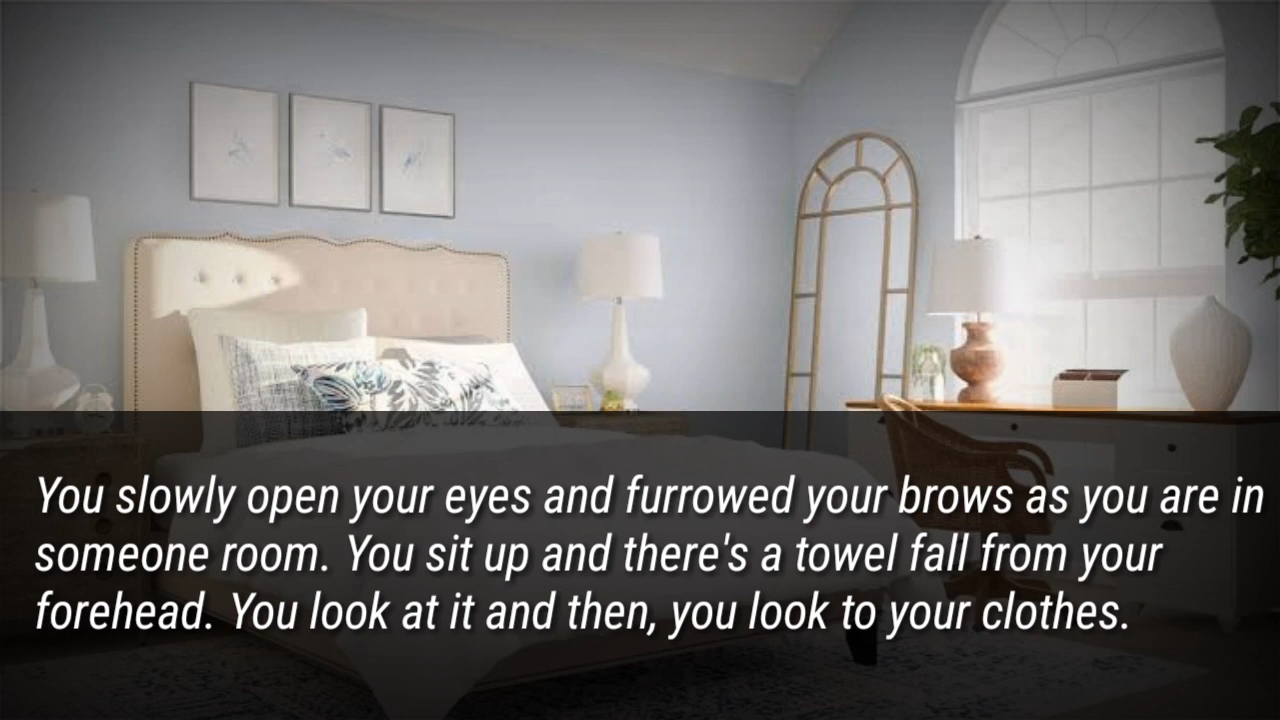 You slowly open your eyes and furrowed your brows as you are in
someone room. You sit up and there's a towel fall from your
forehead. You look at it and then, you look to your clothes.